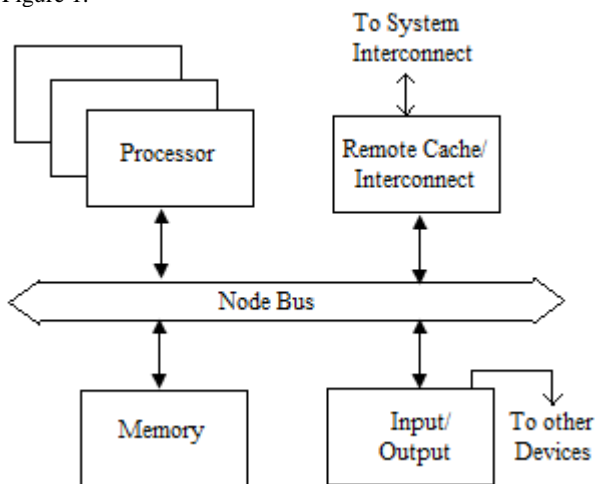 Figure 1.
To System
Interconnect
Processor
Remote Cache/
Interconnect
Node Bus
Memory
Input/
Output
To other
Devices